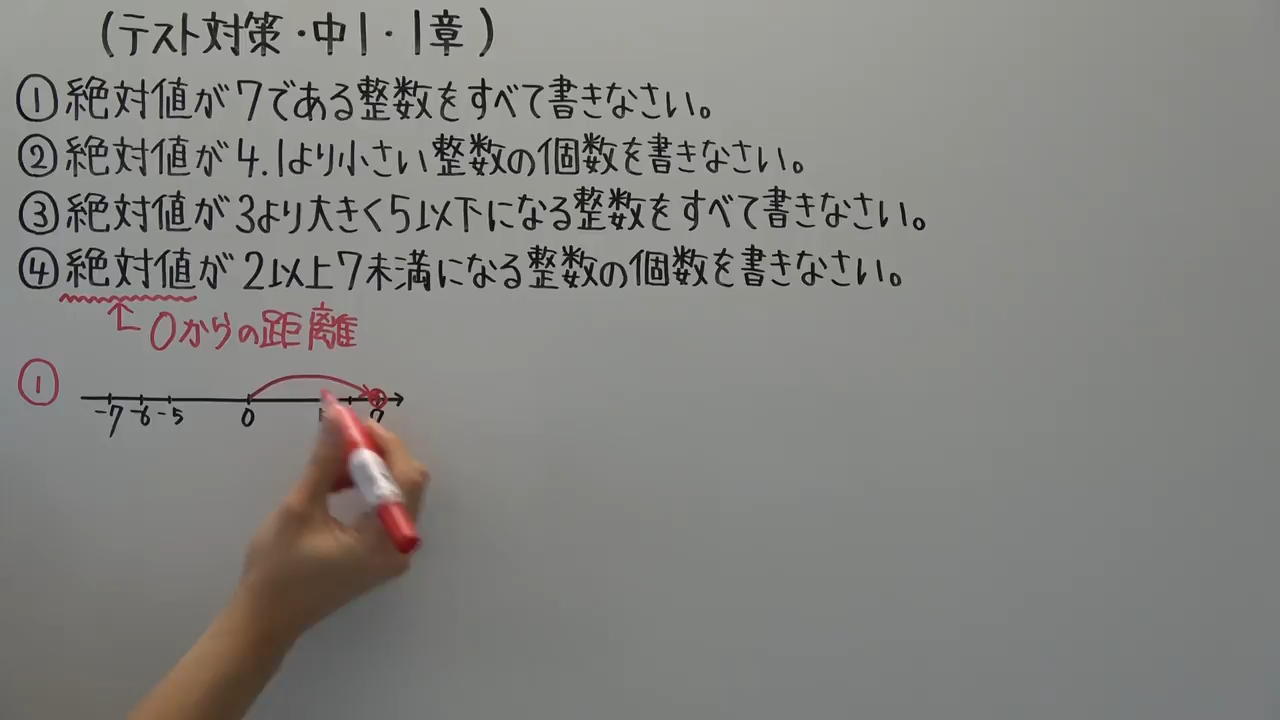 (テスト対策・中1・1章)
①絶対値が7である整数をすべて書きなさい。
②絶対値が4.1より小さい整数の個数を書きなさい。
③絶対値が3より大きく5以下になる整数をすべて書きなさい。
④絶対値が2以上7未満になる整数の個数を書きなさい。
↑0からの距離
①
-7 -6 -5 0 7